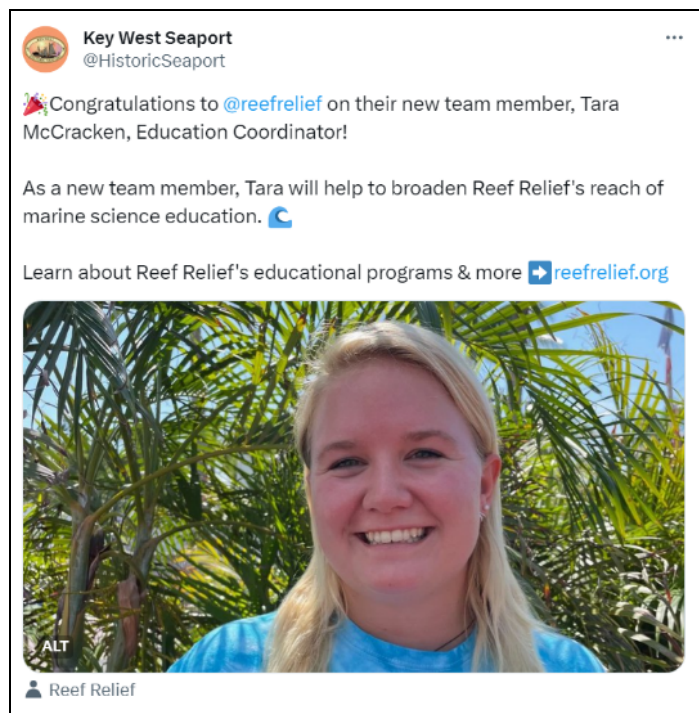 Key West Seaport
@HistoricSeaport
🎉Congratulations to @reefrelief on their new team member, Tara
McCracken, Education Coordinator!
As a new team member, Tara will help to broaden Reef Relief's reach of
marine science education. 🌊
Learn about Reef Relief's educational programs & more ➡️reefrelief.org
ALT
Reef Relief